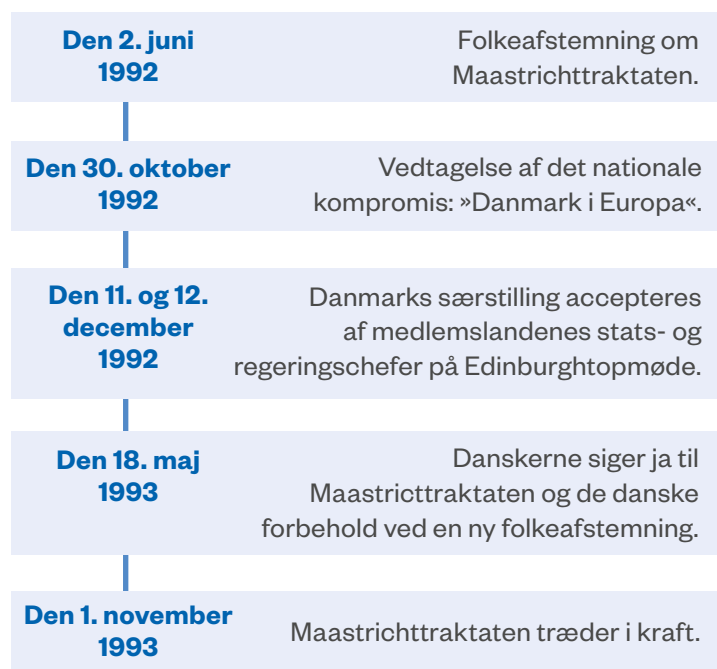 Den 2. juni
1992
Folkeafstemning om
Maastrichttraktaten.
Den 30. oktober
1992
Vedtagelse af det nationale
kompromis: »Danmark i Europa«.
Den 11. og 12.
december
1992
Danmarks særstilling accepteres
af medlemslandenes stats- og
regeringschefer på Edinburghtopmøde.
Den 18. maj
1993
Danskerne siger ja til
Maastricttraktaten og de danske
forbehold ved en ny folkeafstemning.
Den 1. november
1993
Maastrichttraktaten træder i kraft.